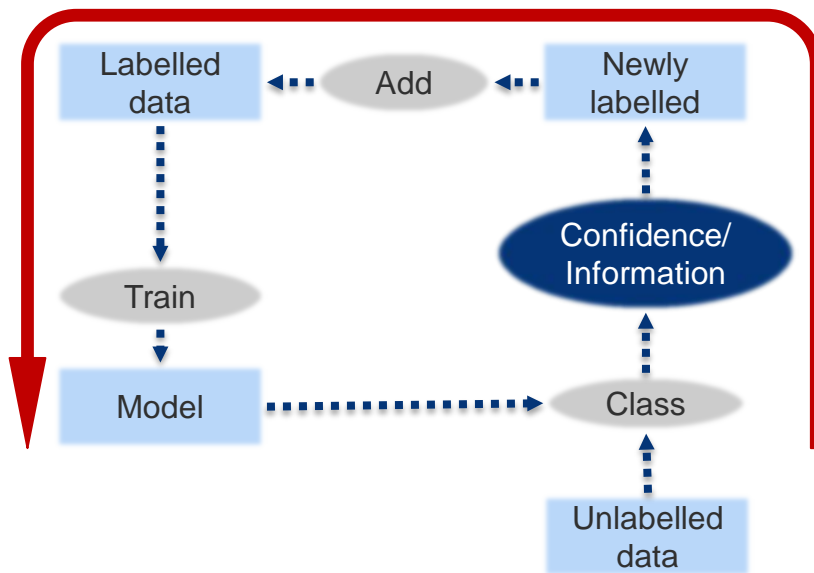 Labelled
data
Add
Newly
labelled
Confidence/
Information
Train
Model
Class
Unlabelled
data